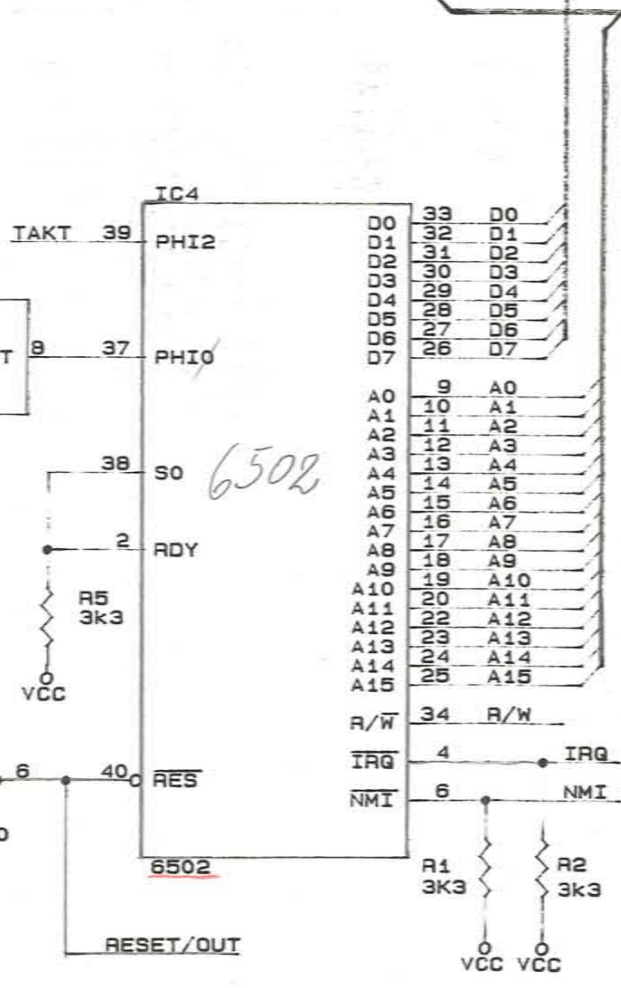 IC4
TAKT 39 PHI2
T 8 37 PHI0
38 SO 6502
2 RDY
R5
3k3
VCC
6 40 RES
6502
RESET/OUT
D0 33 D0
D1 32 D1
D2 31 D2
D3 30 D3
D4 29 D4
D5 28 D5
D6 27 D6
D7 26 D7
A0 9 A0
A1 10 A1
A2 11 A2
A3 12 A3
A4 13 A4
A5 14 A5
A6 15 A6
A7 16 A7
A8 17 A8
A9 18 A9
A10 19 A10
A11 20 A11
A12 22 A12
A13 23 A13
A14 24 A14
A15 25 A15
R/W 34 R/W
IRQ 4 IRQ
NMI 6 NMI
R1
3K3
R2
3k3
VCC VCC